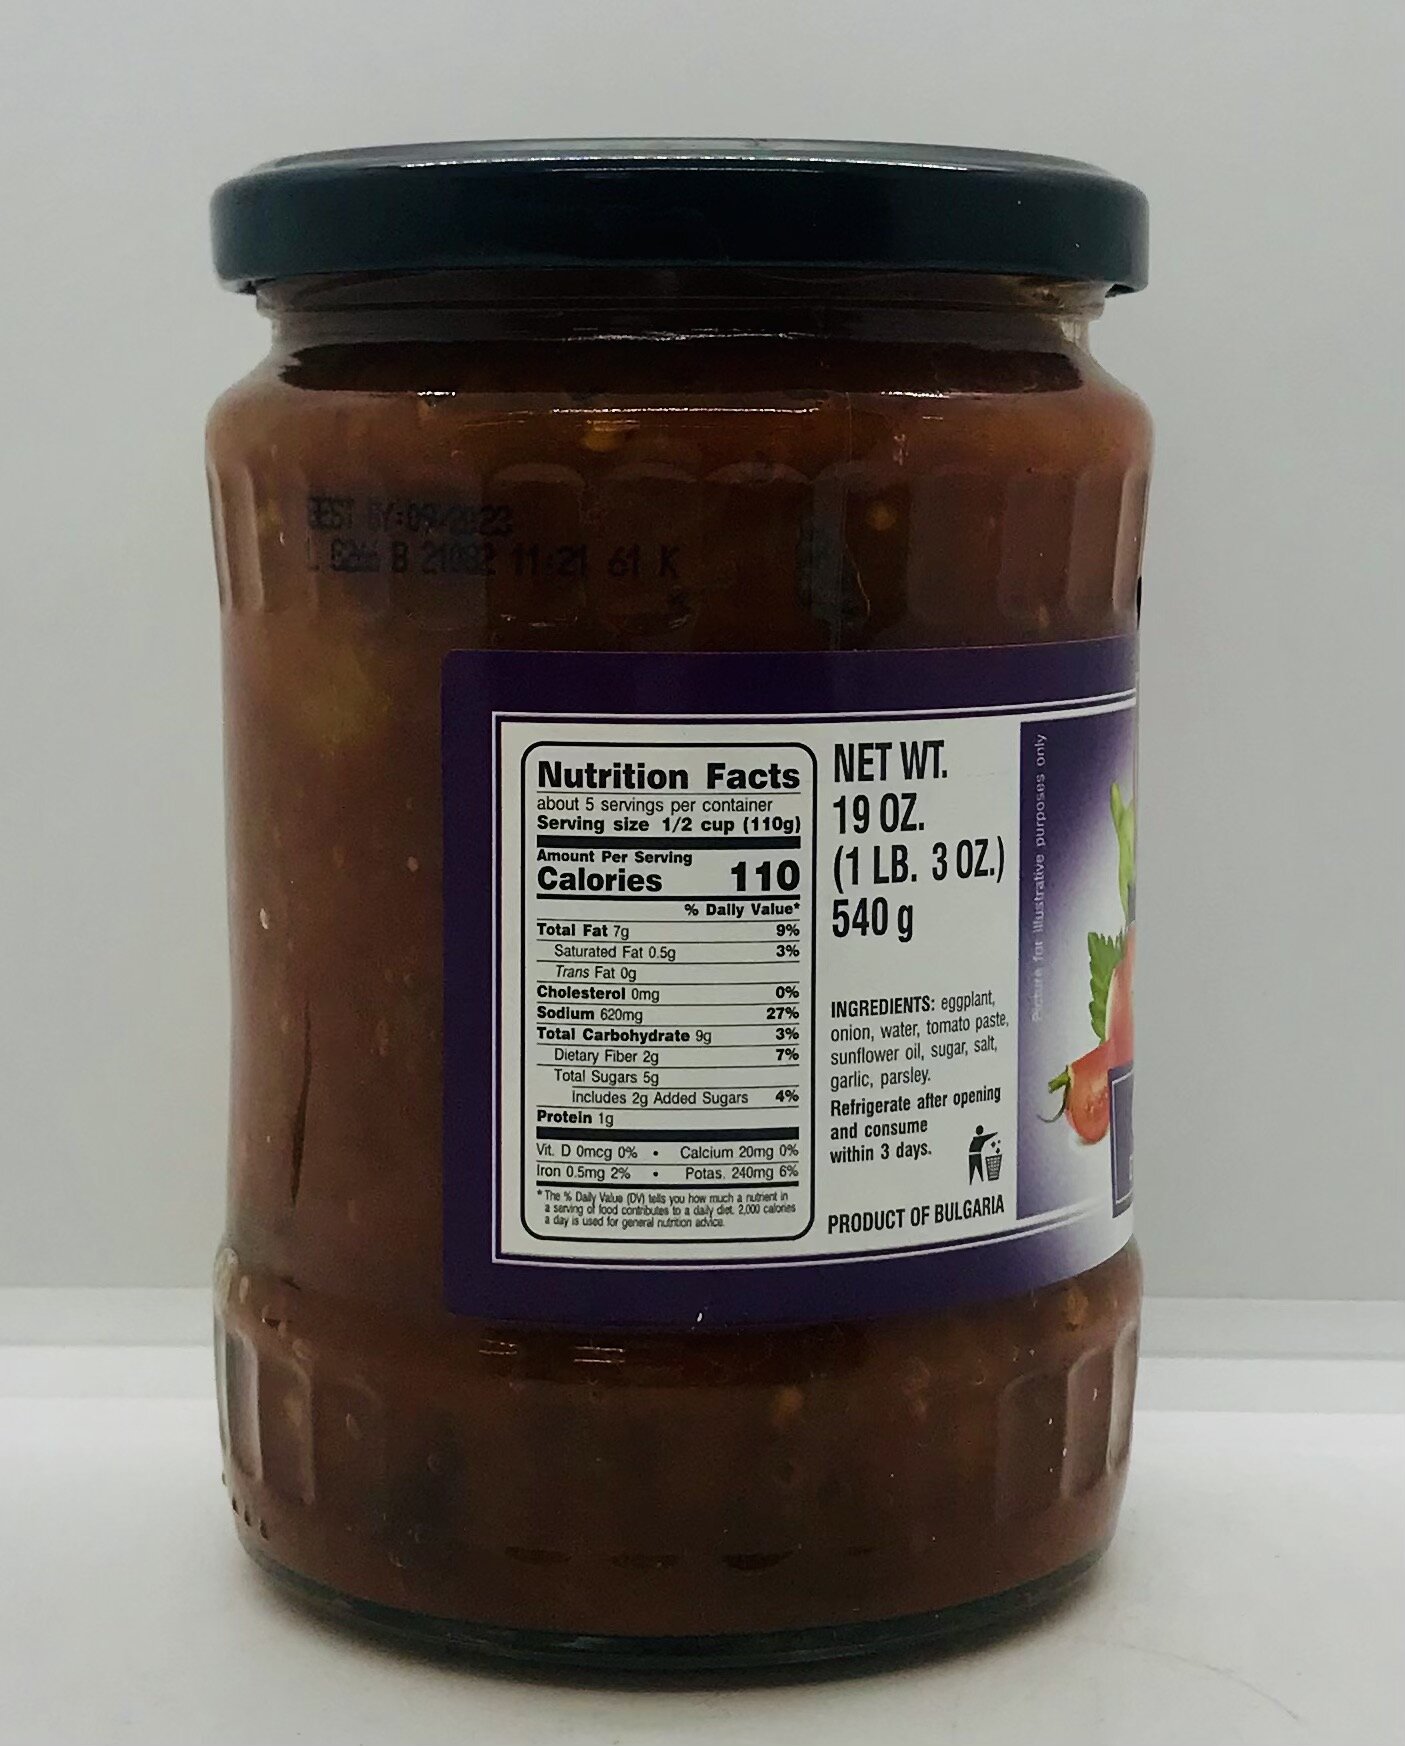 BEST BY:09/2023
B 21082 11:21 61 K
Nutrition Facts
about 5 servings per container
Serving size 1/2 cup (110g)
Amount Per Serving
Calories 110
% Daily Value*
Total Fat 7g 9%
Saturated Fat 0.5g 3%
Trans Fat 0g
Cholesterol 0mg 0%
Sodium 620mg 27%
Total Carbohydrate 9g 3%
Dietary Fiber 2g 7%
Total Sugars 5g
Includes 2g Added Sugars 4%
Protein 1g
Vit. D 0mcg 0% • Calcium 20mg 0%
Iron 0.5mg 2% • Potas. 240mg 6%
* The % Daily Value (DV) tells you how much a nutrient in
a serving of food contributes to a daily diet. 2,000 calories
a day is used for general nutrition advice.
NET WT.
19 OZ.
(1 LB. 3 OZ.)
540 g
INGREDIENTS: eggplant,
onion, water, tomato paste,
sunflower oil, sugar, salt,
garlic, parsley.
Refrigerate after opening
and consume
within 3 days.
PRODUCT OF BULGARIA
Picture for illustrative purposes only